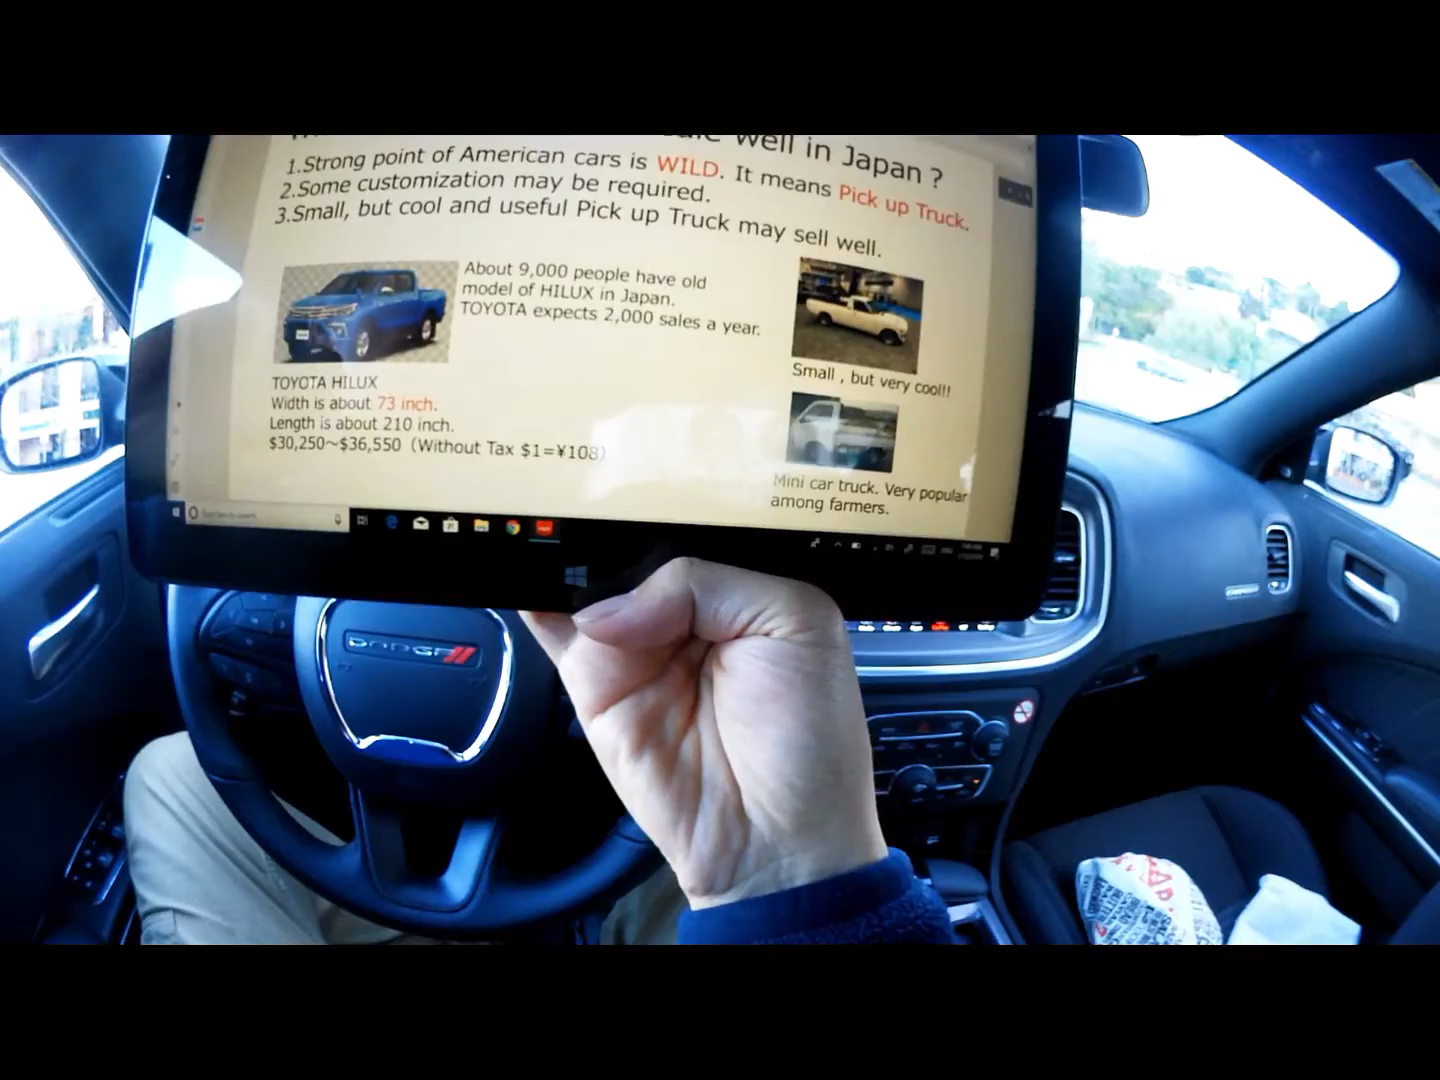 well in Japan ?
1.Strong point of American cars is WILD. It means Pick up Truck.
2.Some customization may be required.
3.Small, but cool and useful Pick up Truck may sell well.
About 9,000 people have old
model of HILUX in Japan.
TOYOTA expects 2,000 sales a year.
TOYOTA HILUX
Width is about 73 inch.
Length is about 210 inch.
$30,250～$36,550（Without Tax $1=¥108）
Small , but very cool!!
Mini car truck. Very popular
among farmers.
DODGE